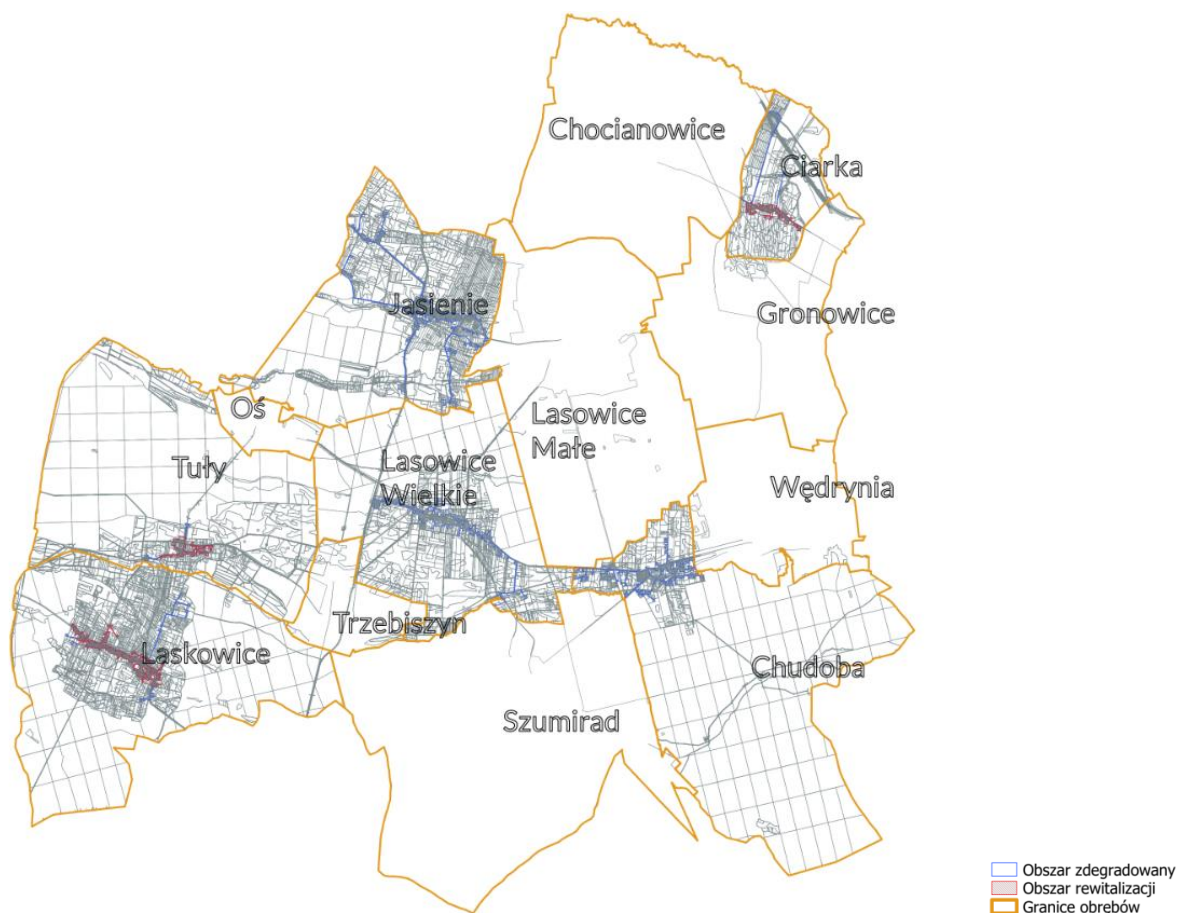 Chocianowice
Ciarka
Jasienie
Gronowice
Oś
Lasowice
Małe
Tuły
Lasowice
Wielkie
Wędrynia
Trzebiszyn
Laskowice
Chudoba
Szumirad
Obszar zdegradowany
Obszar rewitalizacji
Granice obrębów